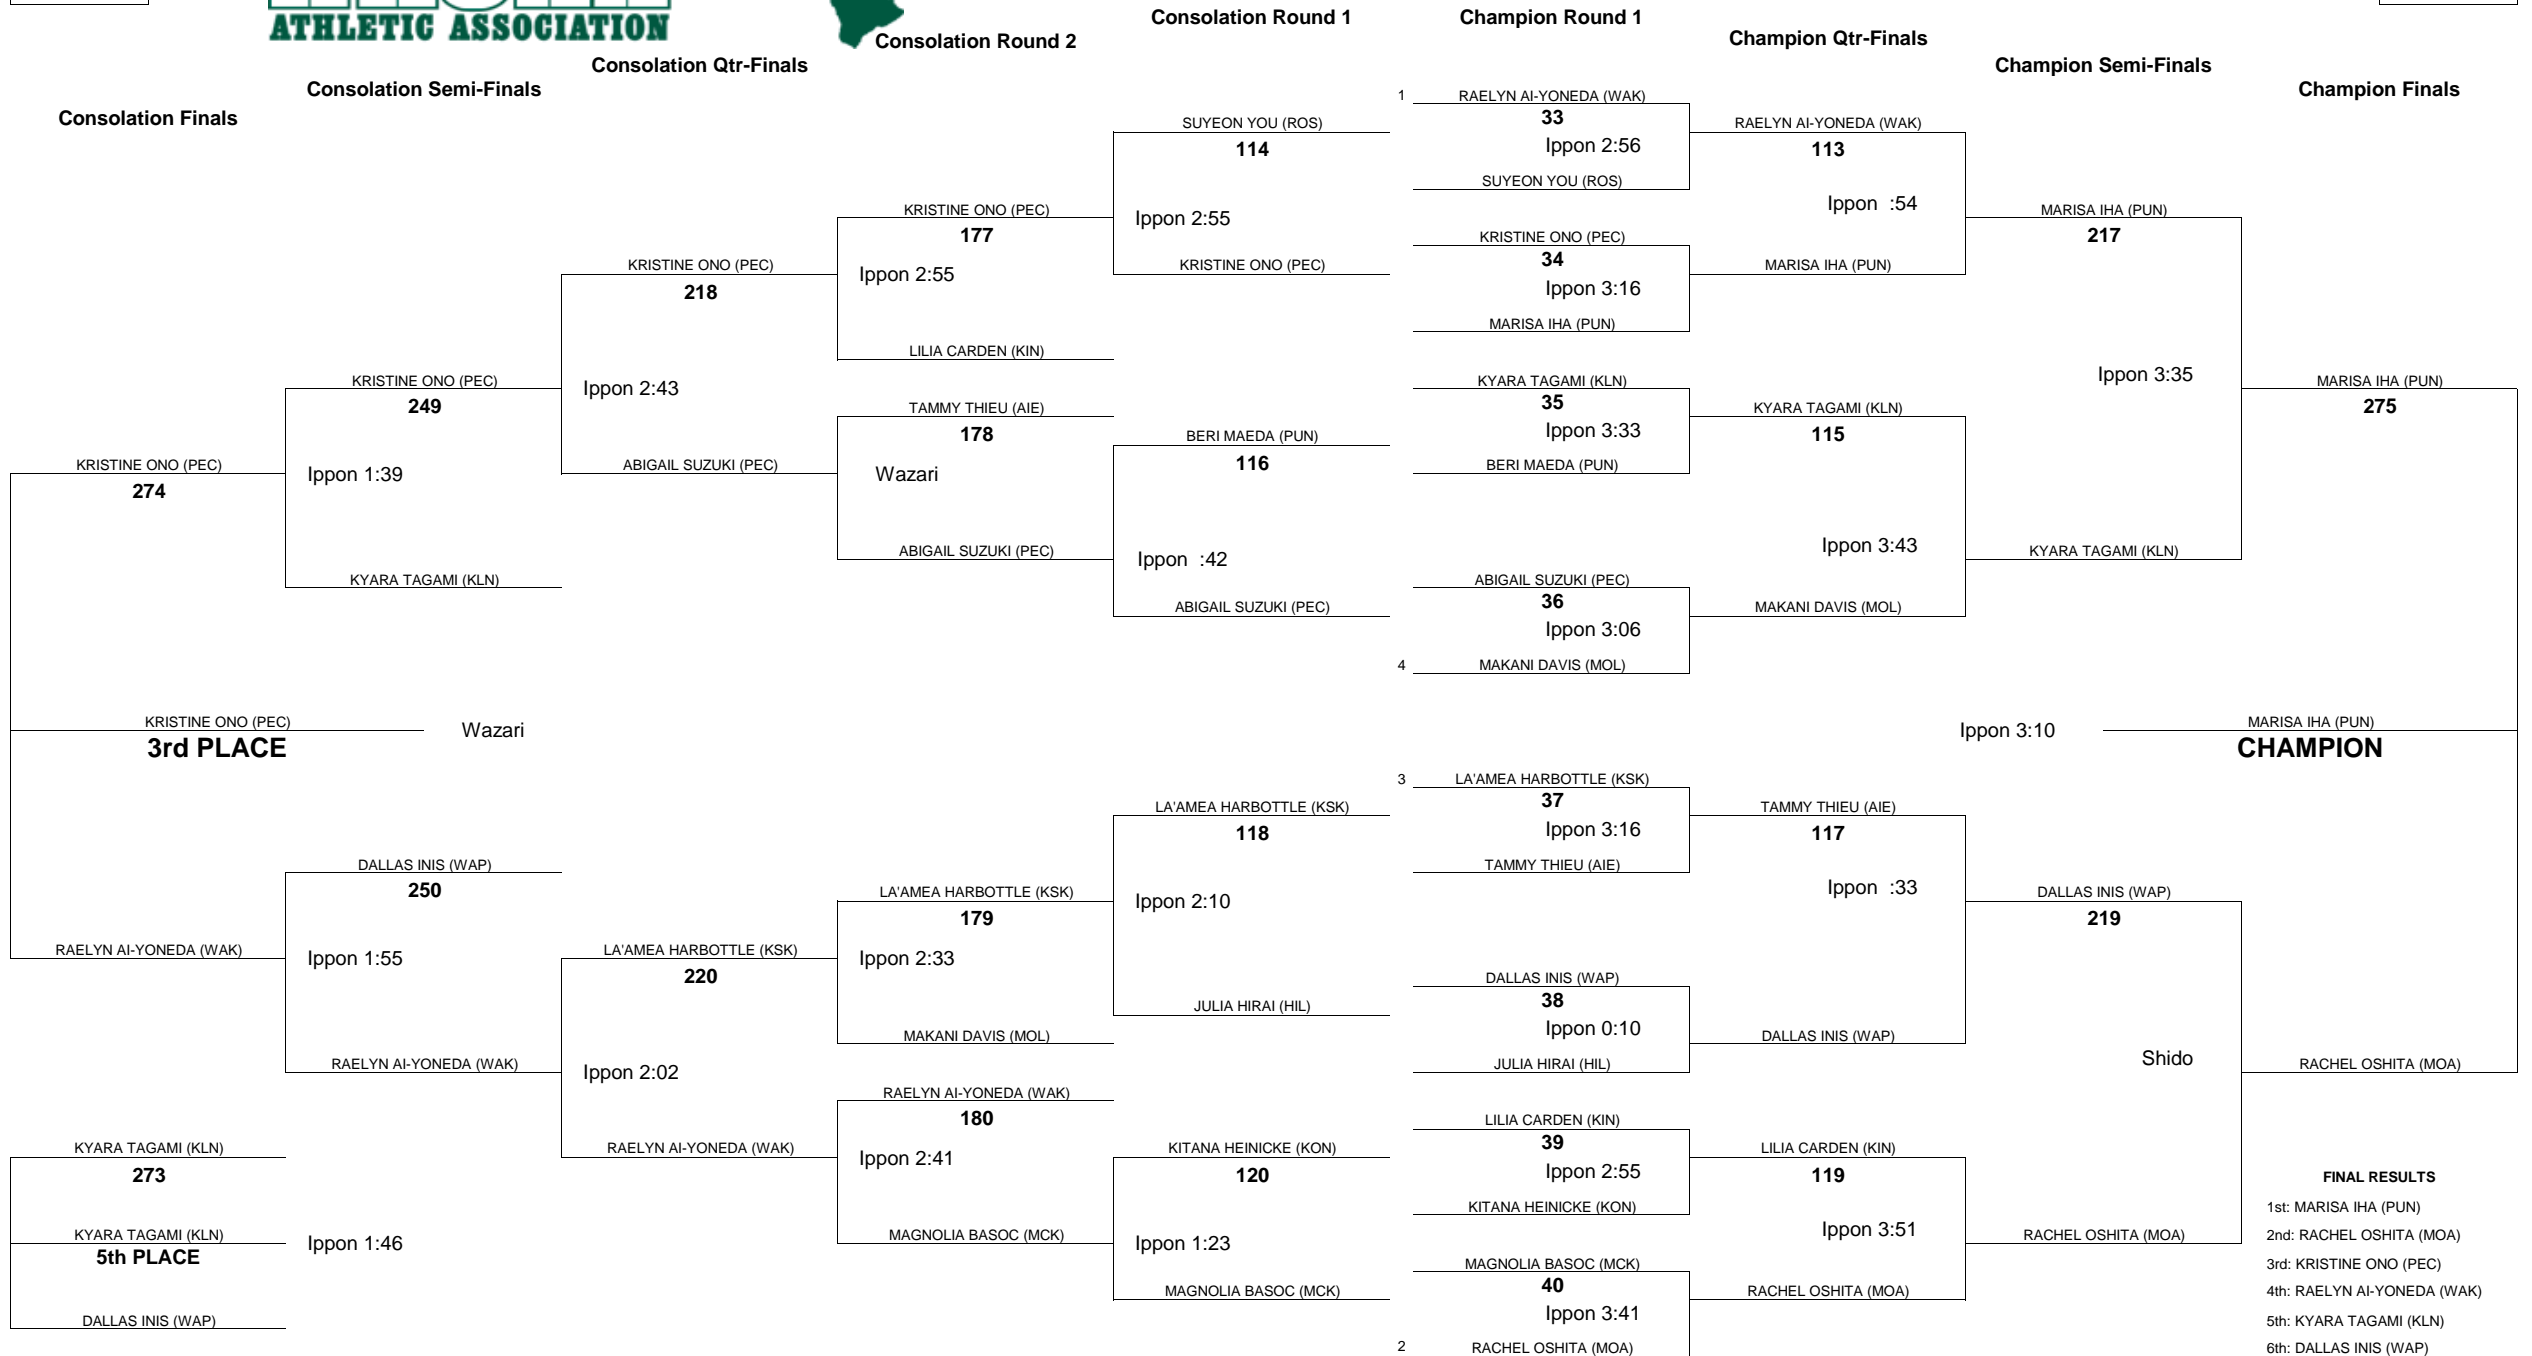 ATHLETIC ASSOCIATION
Consolation Finals
Consolation Semi-Finals
Consolation Qtr-Finals
Consolation Round 2
Consolation Round 1
Champion Round 1
Champion Qtr-Finals
Champion Semi-Finals
Champion Finals
KRISTINE ONO (PEC)
274
KRISTINE ONO (PEC)
3rd PLACE
Wazari
RAELYN AI-YONEDA (WAK)
KYARA TAGAMI (KLN)
273
KYARA TAGAMI (KLN)
5th PLACE
Ippon 1:46
DALLAS INIS (WAP)
KRISTINE ONO (PEC)
249
Ippon 1:39
KYARA TAGAMI (KLN)
DALLAS INIS (WAP)
250
Ippon 1:55
RAELYN AI-YONEDA (WAK)
KRISTINE ONO (PEC)
218
Ippon 2:43
ABIGAIL SUZUKI (PEC)
LA'AMEA HARBOTTLE (KSK)
220
Ippon 2:02
RAELYN AI-YONEDA (WAK)
KRISTINE ONO (PEC)
177
Ippon 2:55
LILIA CARDEN (KIN)
TAMMY THIEU (AIE)
178
Wazari
ABIGAIL SUZUKI (PEC)
LA'AMEA HARBOTTLE (KSK)
179
Ippon 2:33
MAKANI DAVIS (MOL)
RAELYN AI-YONEDA (WAK)
180
Ippon 2:41
MAGNOLIA BASOC (MCK)
SUYEON YOU (ROS)
114
Ippon 2:55
KRISTINE ONO (PEC)
BERI MAEDA (PUN)
116
Ippon :42
ABIGAIL SUZUKI (PEC)
LA'AMEA HARBOTTLE (KSK)
118
Ippon 2:10
JULIA HIRAI (HIL)
KITANA HEINICKE (KON)
120
Ippon 1:23
MAGNOLIA BASOC (MCK)
1 RAELYN AI-YONEDA (WAK)
33
Ippon 2:56
SUYEON YOU (ROS)
KRISTINE ONO (PEC)
34
Ippon 3:16
MARISA IHA (PUN)
KYARA TAGAMI (KLN)
35
Ippon 3:33
BERI MAEDA (PUN)
ABIGAIL SUZUKI (PEC)
36
Ippon 3:06
4 MAKANI DAVIS (MOL)
3 LA'AMEA HARBOTTLE (KSK)
37
Ippon 3:16
TAMMY THIEU (AIE)
DALLAS INIS (WAP)
38
Ippon 0:10
JULIA HIRAI (HIL)
LILIA CARDEN (KIN)
39
Ippon 2:55
KITANA HEINICKE (KON)
MAGNOLIA BASOC (MCK)
40
Ippon 3:41
2 RACHEL OSHITA (MOA)
RAELYN AI-YONEDA (WAK)
113
Ippon :54
MARISA IHA (PUN)
KYARA TAGAMI (KLN)
115
Ippon 3:43
MAKANI DAVIS (MOL)
TAMMY THIEU (AIE)
117
Ippon :33
DALLAS INIS (WAP)
LILIA CARDEN (KIN)
119
Ippon 3:51
RACHEL OSHITA (MOA)
MARISA IHA (PUN)
217
Ippon 3:35
KYARA TAGAMI (KLN)
DALLAS INIS (WAP)
219
Shido
RACHEL OSHITA (MOA)
MARISA IHA (PUN)
275
Ippon 3:10
MARISA IHA (PUN)
CHAMPION
RACHEL OSHITA (MOA)
FINAL RESULTS
1st: MARISA IHA (PUN)
2nd: RACHEL OSHITA (MOA)
3rd: KRISTINE ONO (PEC)
4th: RAELYN AI-YONEDA (WAK)
5th: KYARA TAGAMI (KLN)
6th: DALLAS INIS (WAP)